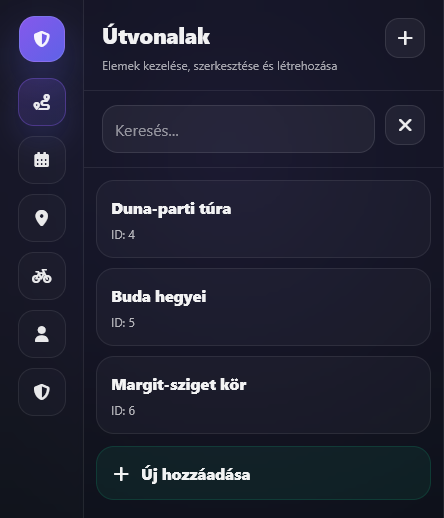 Útvonalak
Elemek kezelése, szerkesztése és létrehozása
Keresés...
Duna-parti túra
ID: 4
Buda hegyei
ID: 5
Margit-sziget kör
ID: 6
Új hozzáadása